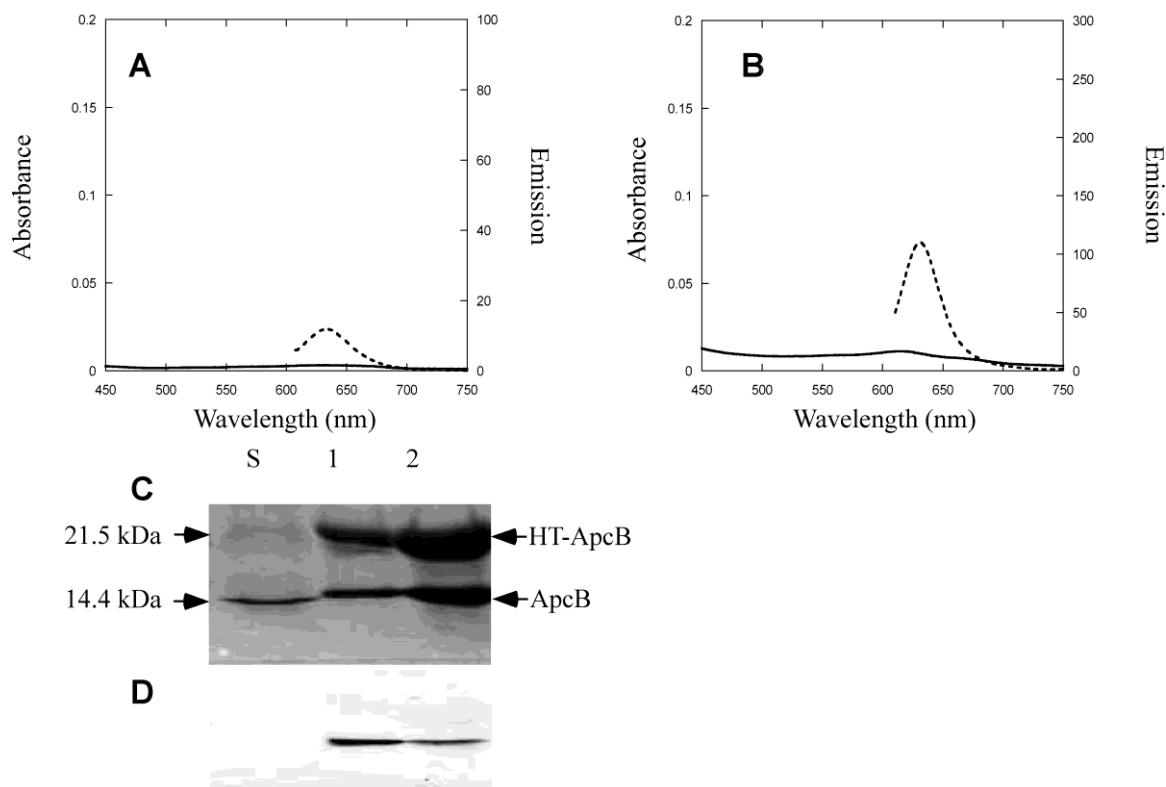 A
Absorbance
0.2
0.15
0.1
0.05
0
100
80
60
40
20
0
Emission
450 500 550 600 650 700 750
Wavelength (nm)
B
Absorbance
0.2
0.15
0.1
0.05
0
300
250
200
150
100
50
0
Emission
450 500 550 600 650 700 750
Wavelength (nm)
S 1 2
C
21.5 kDa
HT-ApcB
14.4 kDa
ApcB
D